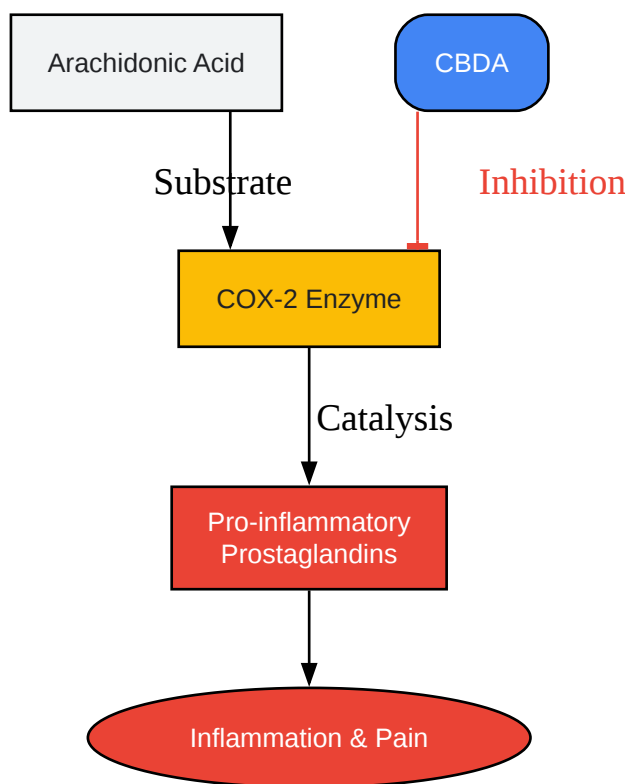 Arachidonic Acid
CBDA
Substrate
Inhibition
COX-2 Enzyme
Catalysis
Pro-inflammatory
Prostaglandins
Inflammation & Pain